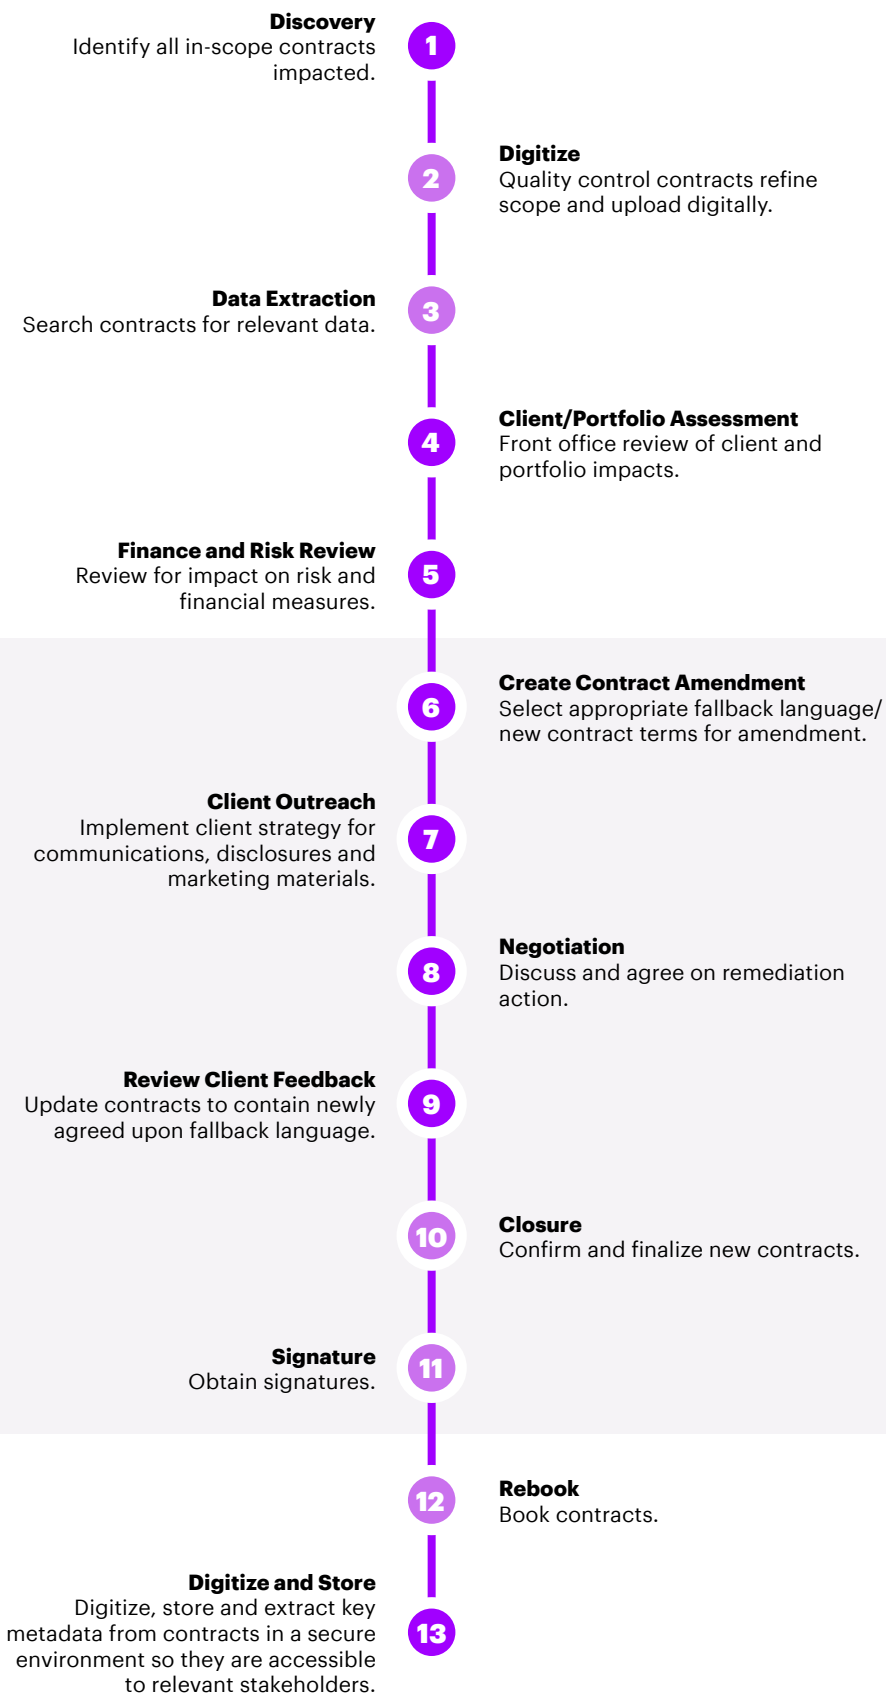 Discovery
Identify all in-scope contracts
impacted.
1
2
Digitize
Quality control contracts refine
scope and upload digitally.
Data Extraction
Search contracts for relevant data.
3
4
Client/Portfolio Assessment
Front office review of client and
portfolio impacts.
Finance and Risk Review
Review for impact on risk and
financial measures.
5
6
Create Contract Amendment
Select appropriate fallback language/
new contract terms for amendment.
Client Outreach
Implement client strategy for
communications, disclosures and
marketing materials.
7
8
Negotiation
Discuss and agree on remediation
action.
Review Client Feedback
Update contracts to contain newly
agreed upon fallback language.
9
10
Closure
Confirm and finalize new contracts.
Signature
Obtain signatures.
11
12
Rebook
Book contracts.
Digitize and Store
Digitize, store and extract key
metadata from contracts in a secure
environment so they are accessible
to relevant stakeholders.
13